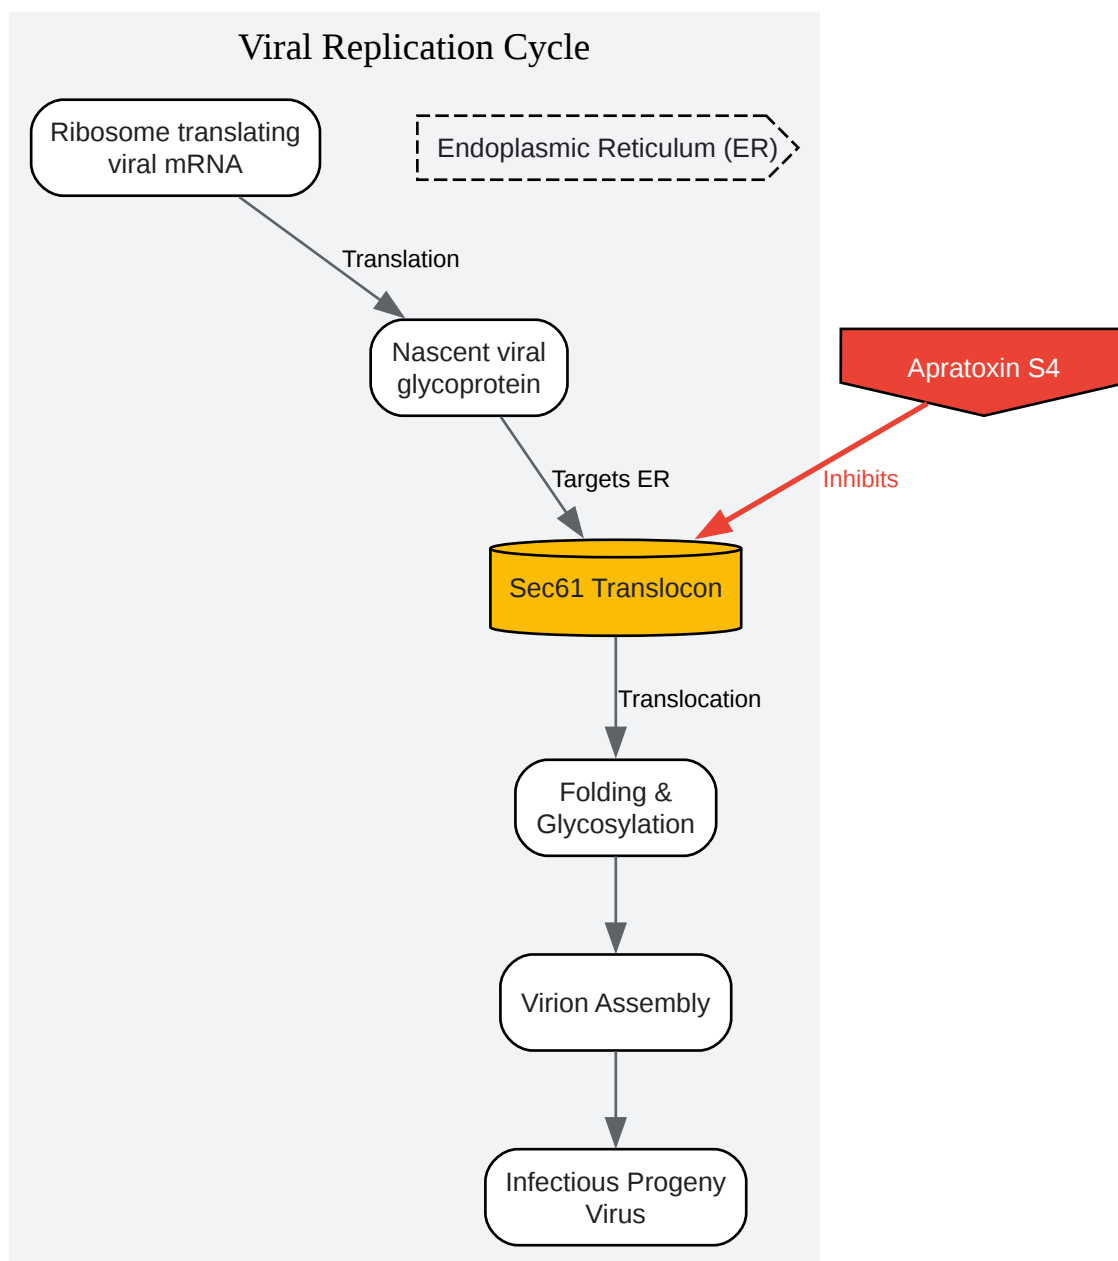 Viral Replication Cycle
Ribosome translating
viral mRNA
Endoplasmic Reticulum (ER)
Translation
Nascent viral
glycoprotein
Apratoxin S4
Targets ER
Inhibits
Sec61 Translocon
Translocation
Folding &
Glycosylation
Virion Assembly
Infectious Progeny
Virus